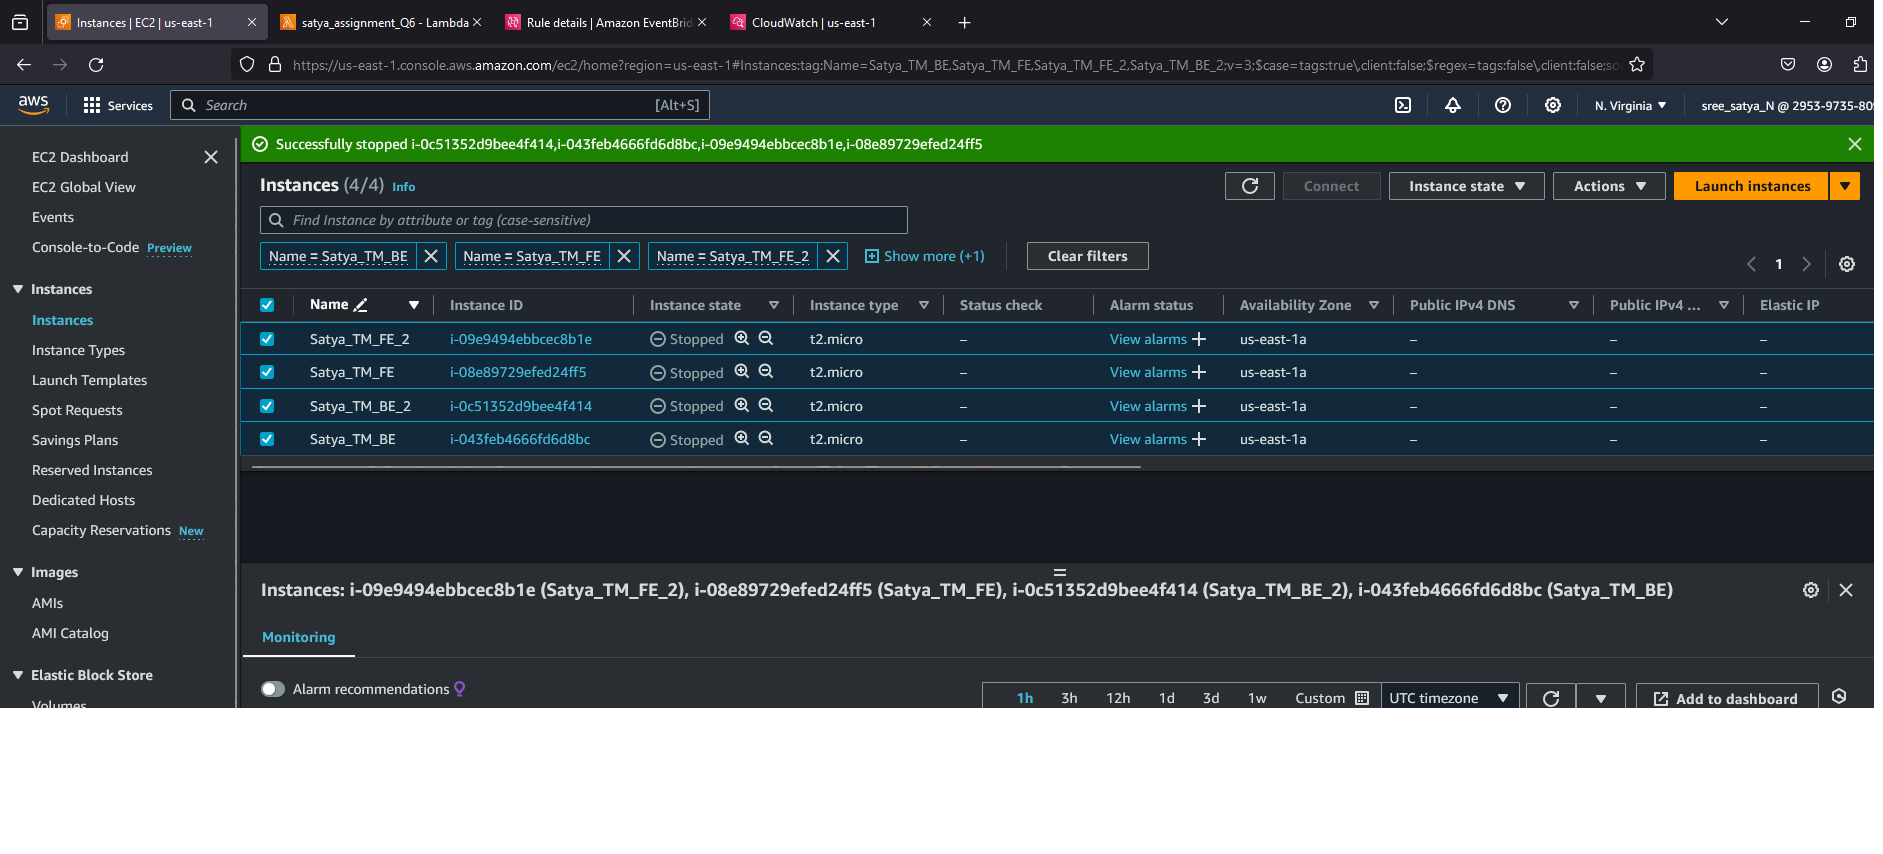 Instances | EC2 | us-east-1
satya_assignment_Q6 - Lambda
Rule details | Amazon EventBrid
CloudWatch | us-east-1
https://us-east-1.console.aws.amazon.com/ec2/home?region=us-east-1#Instances:tag:Name=Satya_TM_BE,Satya_TM_FE,Satya_TM_FE_2,Satya_TM_BE_2;v=3;$case=tags:true\,client:false;$regex=tags:false\,client:false;so
aws Services Search [Alt+S] N. Virginia sree_satya_N @ 2953-9735-809
EC2 Dashboard
EC2 Global View
Events
Console-to-Code Preview
Instances
Instances
Instance Types
Launch Templates
Spot Requests
Savings Plans
Reserved Instances
Dedicated Hosts
Capacity Reservations New
Images
AMIs
AMI Catalog
Elastic Block Store
Volumes
Successfully stopped i-0c51352d9bee4f414,i-043feb4666fd6d8bc,i-09e9494ebbcec8b1e,i-08e89729efed24ff5
Instances (4/4) Info
Connect Instance state Actions Launch instances
Find Instance by attribute or tag (case-sensitive)
Name = Satya_TM_BE Name = Satya_TM_FE Name = Satya_TM_FE_2 Show more (+1) Clear filters
1
Name Instance ID Instance state Instance type Status check Alarm status Availability Zone Public IPv4 DNS Public IPv4 ... Elastic IP
Satya_TM_FE_2 i-09e9494ebbcec8b1e Stopped t2.micro – View alarms us-east-1a – – –
Satya_TM_FE i-08e89729efed24ff5 Stopped t2.micro – View alarms us-east-1a – – –
Satya_TM_BE_2 i-0c51352d9bee4f414 Stopped t2.micro – View alarms us-east-1a – – –
Satya_TM_BE i-043feb4666fd6d8bc Stopped t2.micro – View alarms us-east-1a – – –
Instances: i-09e9494ebbcec8b1e (Satya_TM_FE_2), i-08e89729efed24ff5 (Satya_TM_FE), i-0c51352d9bee4f414 (Satya_TM_BE_2), i-043feb4666fd6d8bc (Satya_TM_BE)
Monitoring
Alarm recommendations
1h 3h 12h 1d 3d 1w Custom UTC timezone Add to dashboard